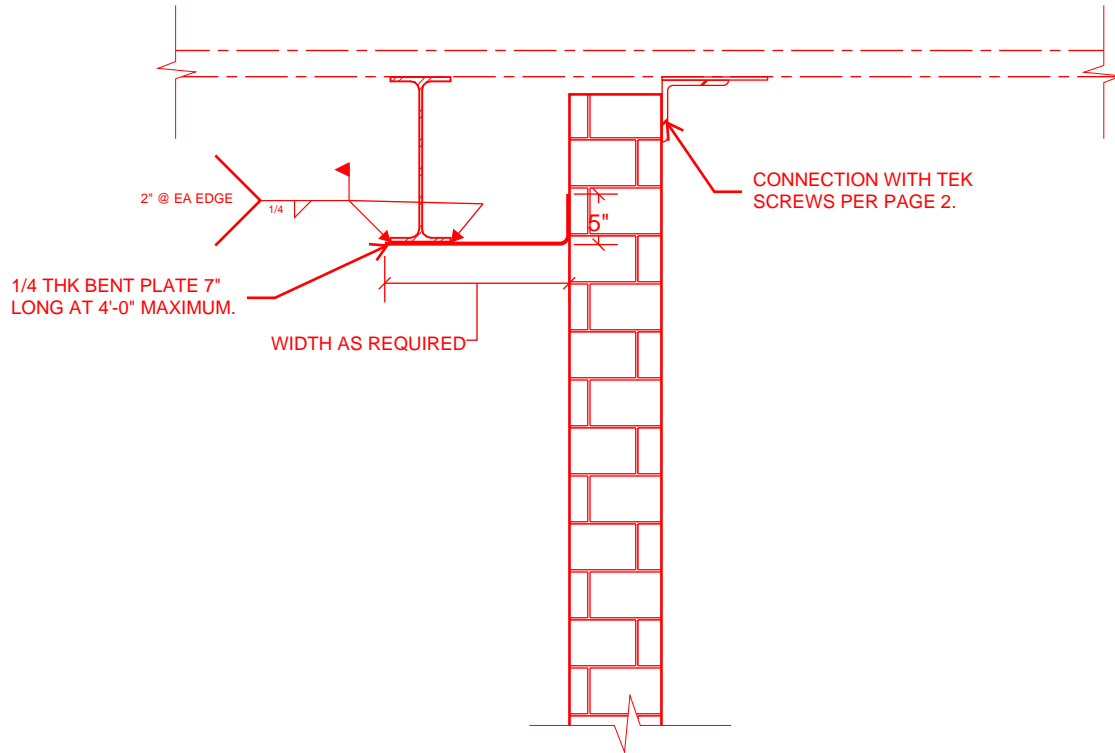 CONNECTION WITH TEK
SCREWS PER PAGE 2.
2" @ EA EDGE
1/4
5"
1/4 THK BENT PLATE 7"
LONG AT 4'-0" MAXIMUM.
WIDTH AS REQUIRED